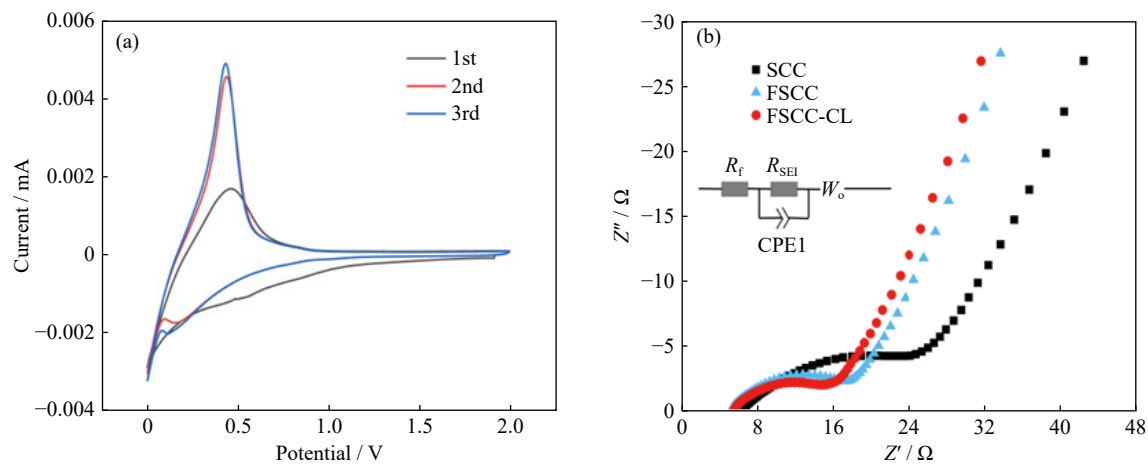 (a)
1st
2nd
3rd
0.006
0.004
0.002
0
−0.002
−0.004
Current / mA
0
0.5
1.0
1.5
2.0
Potential / V
(b)
SCC
FSCC
FSCC-CL
Rf
RSEI
Wo
CPE1
−30
−25
−20
−15
−10
−5
0
Z″ / Ω
0
8
16
24
32
40
48
Z′ / Ω